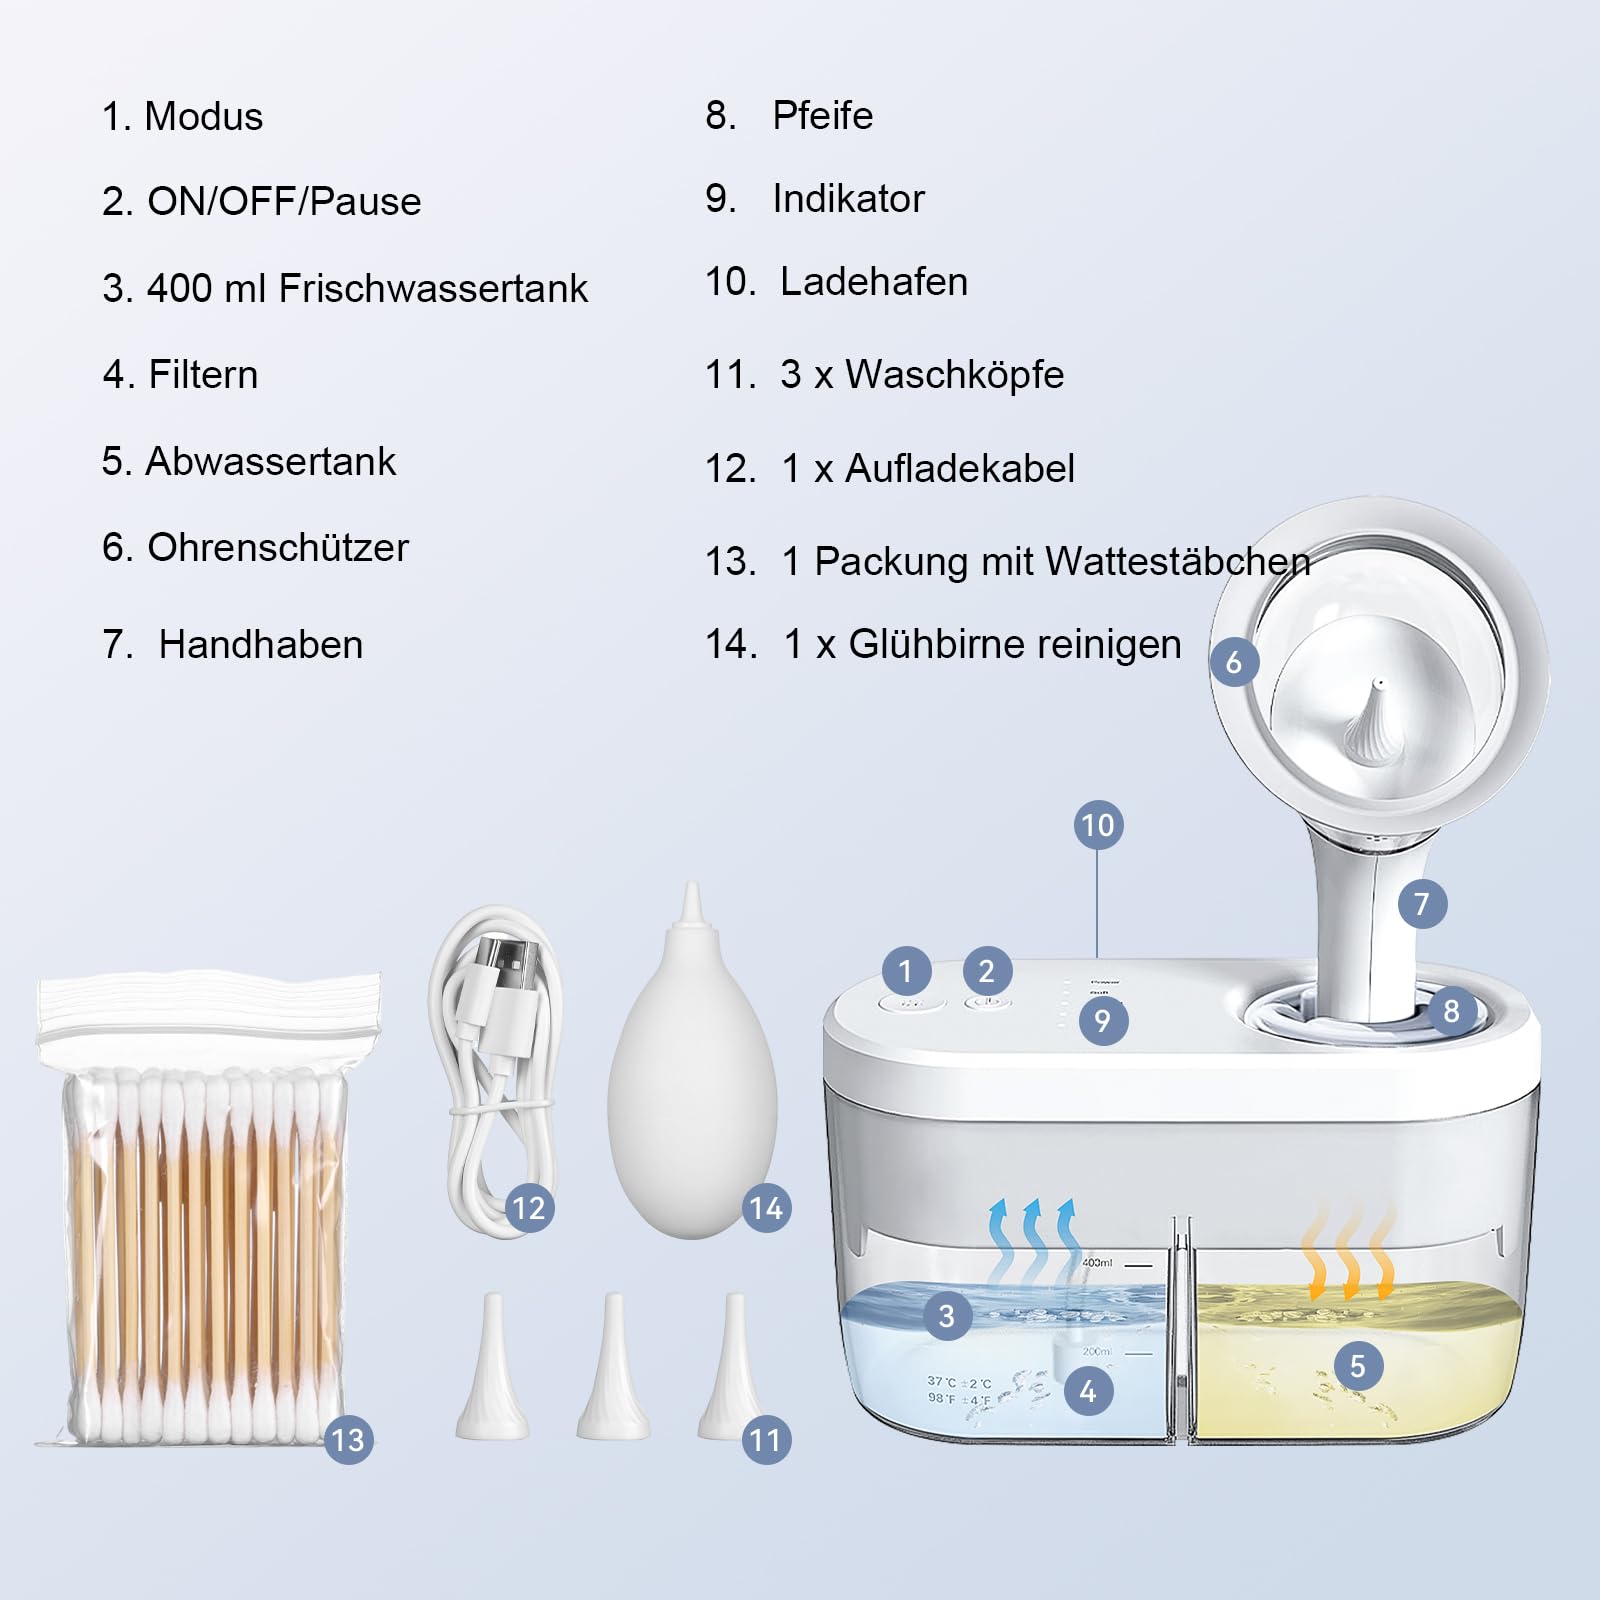 1. Modus
2. ON/OFF/Pause
3. 400 ml Frischwassertank
4. Filtern
5. Abwassertank
6. Ohrenschützer
7. Handhaben
8. Pfeife
9. Indikator
10. Ladehafen
11. 3 x Waschköpfe
12. 1 x Aufladekabel
13. 1 Packung mit Wattestäbchen
14. 1 x Glühbirne reinigen
6
10
7
1
2
Power
Soft
9
8
12
14
400ml
3
200ml
5
37°C ±2°C
4
98°F ±4°F
13
11